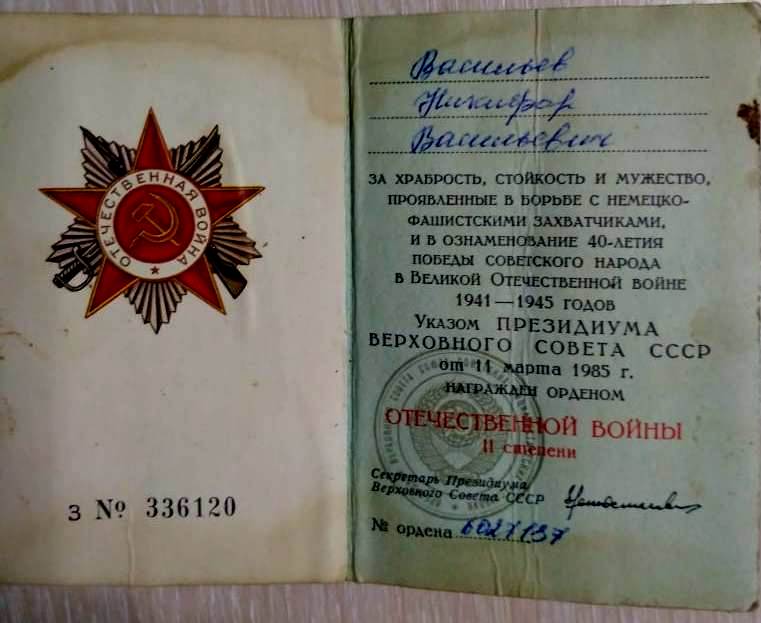 ОТЕЧЕСТВЕННАЯ ВОЙНА
З № 336120
Васильев
Никифор
Васильевич
ЗА ХРАБРОСТЬ, СТОЙКОСТЬ И МУЖЕСТВО,
ПРОЯВЛЕННЫЕ В БОРЬБЕ С НЕМЕЦКО-
ФАШИСТСКИМИ ЗАХВАТЧИКАМИ,
И В ОЗНАМЕНОВАНИЕ 40-ЛЕТИЯ
ПОБЕДЫ СОВЕТСКОГО НАРОДА
В ВЕЛИКОЙ ОТЕЧЕСТВЕННОЙ ВОЙНЕ
1941—1945 ГОДОВ
УКАЗОМ ПРЕЗИДИУМА
ВЕРХОВНОГО СОВЕТА СССР
от 11 марта 1985 г.
НАГРАЖДЕН ОРДЕНОМ
ОТЕЧЕСТВЕННОЙ ВОЙНЫ
II степени
Секретарь Президиума
Верховного Совета СССР
№ ордена